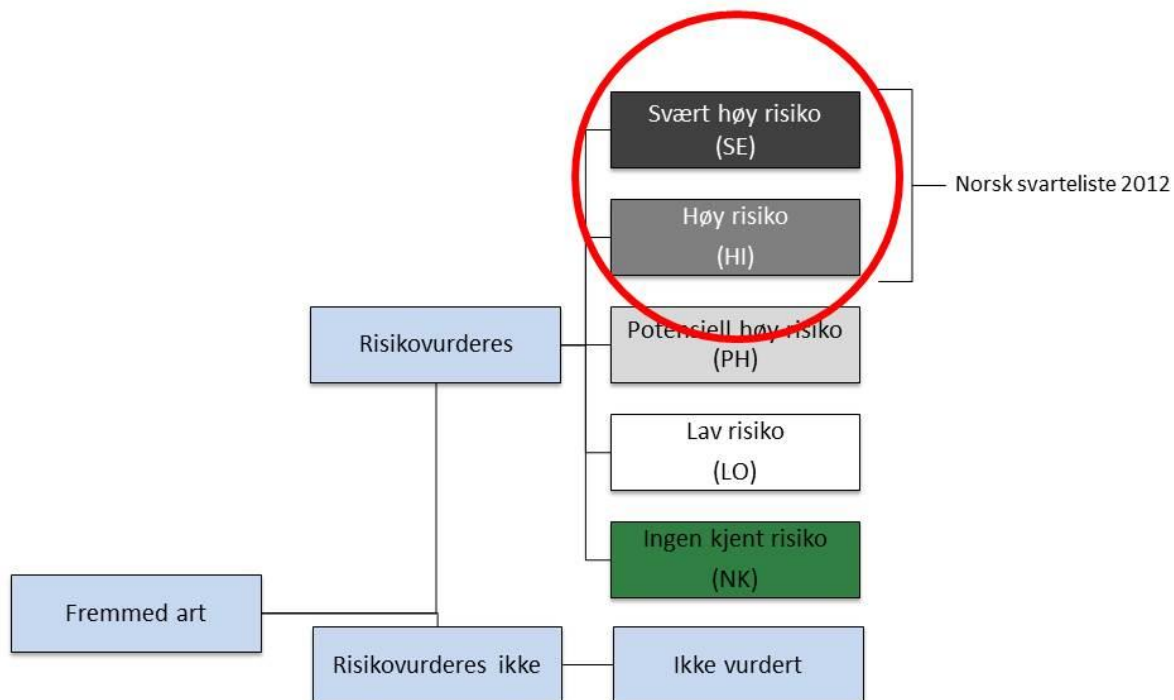 Svært høy risiko
(SE)
Norsk svarteliste 2012
Høy risiko
(HI)
Risikovurderes
Potensiell høy risiko
(PH)
Lav risiko
(LO)
Ingen kjent risiko
(NK)
Fremmed art
Risikovurderes ikke
Ikke vurdert